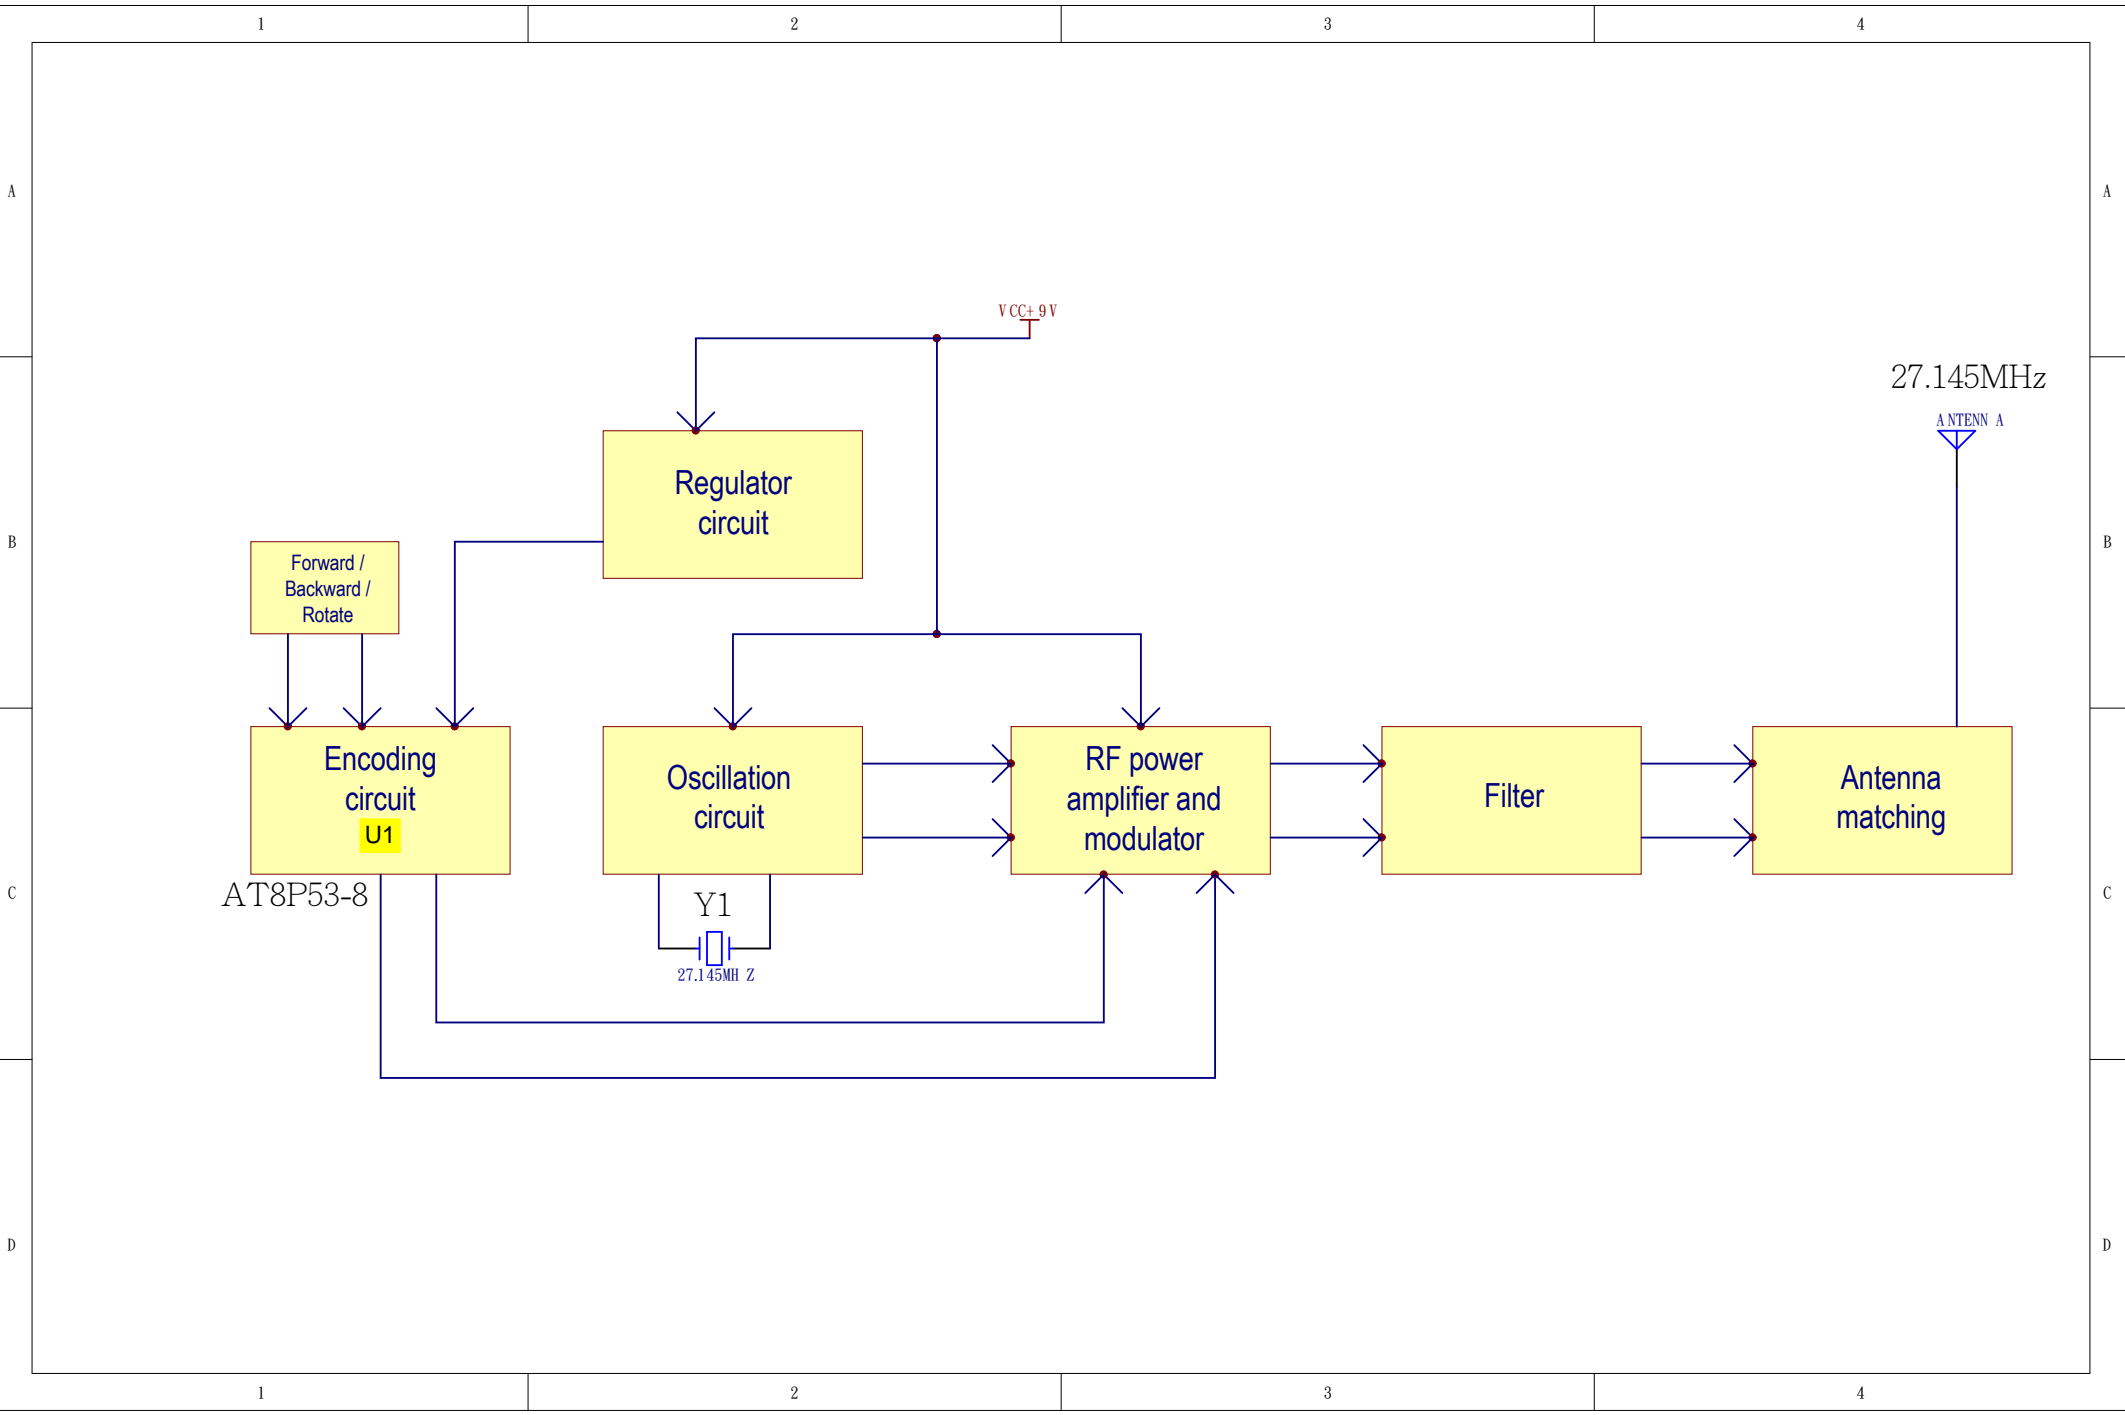 1 2 3 4
A A
VCC+9V
27.145MHz
ANTENNA
Regulator
circuit
B B
Forward /
Backward /
Rotate
Encoding
circuit
U1
AT8P53-8
Oscillation
circuit
Y1
27.145MHZ
RF power
amplifier and
modulator
Filter
Antenna
matching
C C
D D
1 2 3 4